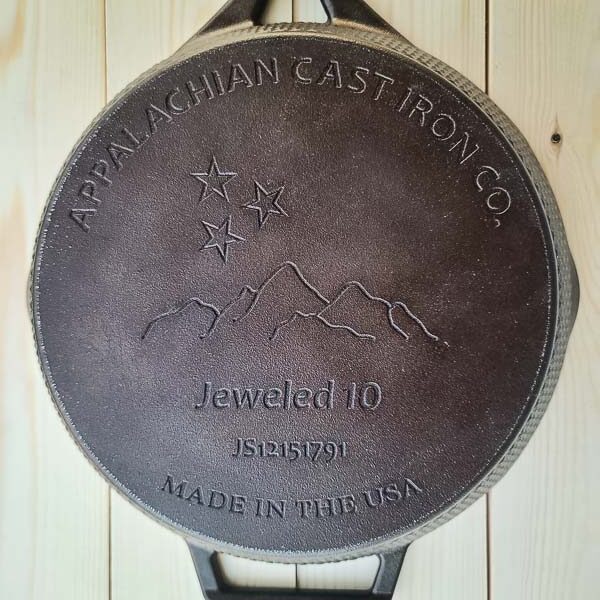 APPALACHIAN CAST IRON CO.
Jeweled 10
JS12151791
MADE IN THE USA